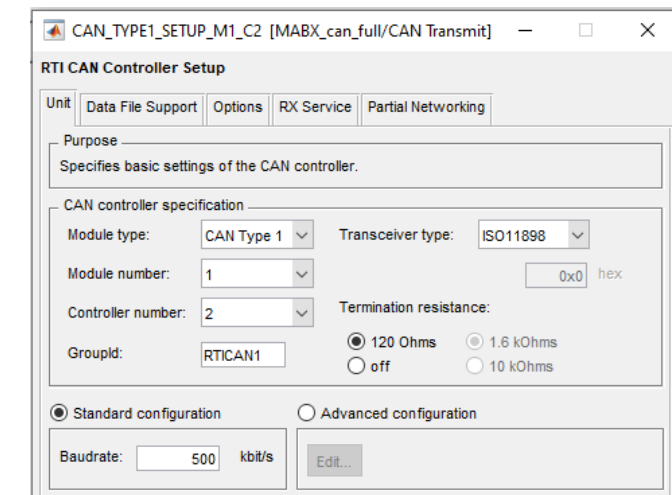 CAN_TYPE1_SETUP_M1_C2 [MABX_can_full/CAN Transmit]
RTI CAN Controller Setup
Unit Data File Support Options RX Service Partial Networking
Purpose
Specifies basic settings of the CAN controller.
CAN controller specification
Module type: CAN Type 1 Transceiver type: ISO11898
Module number: 1 0x0 hex
Controller number: 2 Termination resistance:
120 Ohms 1.6 kOhms
GroupId: RTICAN1
off 10 kOhms
Standard configuration Advanced configuration
Baudrate: 500 kbit/s Edit...